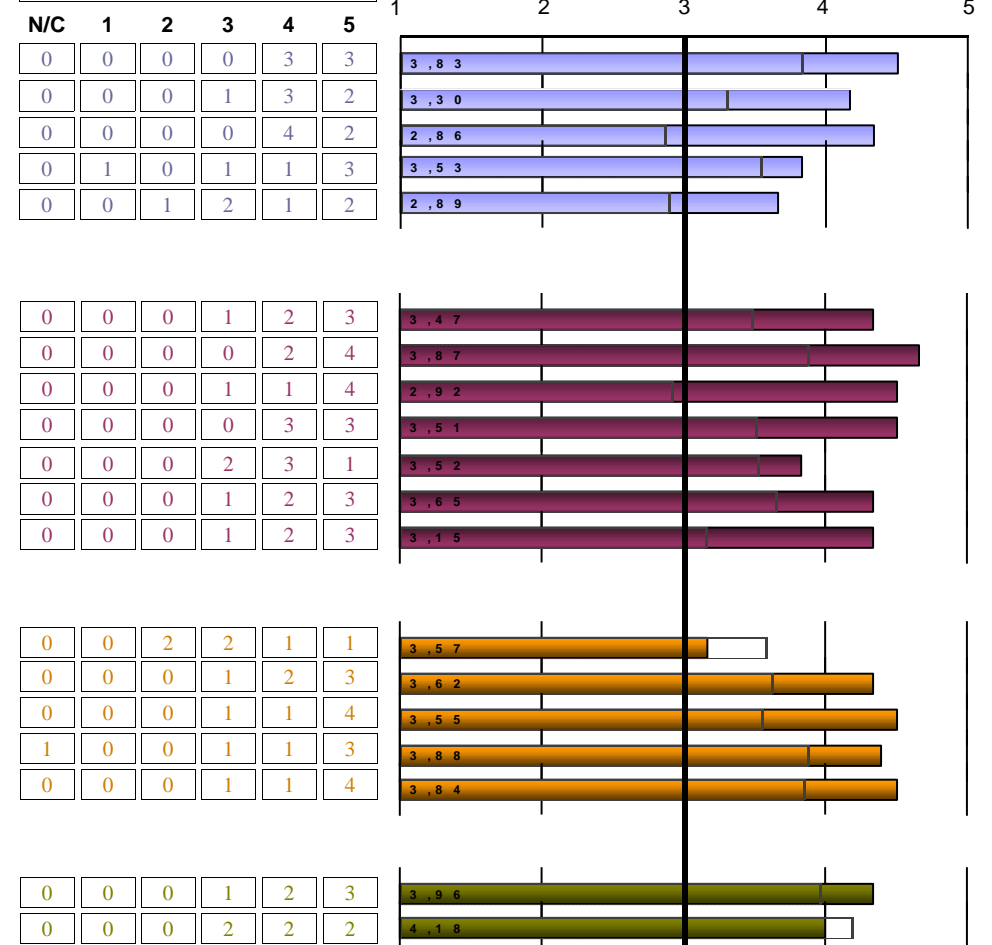 1 2 3 4 5
N/C 1 2 3 4 5
0 0 0 0 3 3 3,83
0 0 0 1 3 2 3,30
0 0 0 0 4 2 2,86
0 1 0 1 1 3 3,53
0 0 1 2 1 2 2,89
0 0 0 1 2 3 3,47
0 0 0 0 2 4 3,87
0 0 0 1 1 4 2,92
0 0 0 0 3 3 3,51
0 0 0 2 3 1 3,52
0 0 0 1 2 3 3,65
0 0 0 1 2 3 3,15
0 0 2 2 1 1 3,57
0 0 0 1 2 3 3,62
0 0 0 1 1 4 3,55
1 0 0 1 1 3 3,88
0 0 0 1 1 4 3,84
0 0 0 1 2 3 3,96
0 0 0 2 2 2 4,18